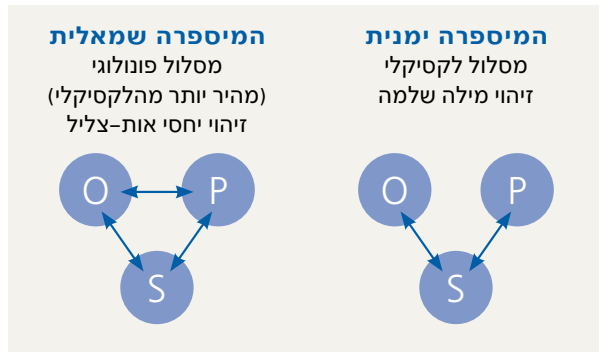 המיספרה ימנית
מסלול לקסיקלי
זיהוי מילה שלמה
O P
S
המיספרה שמאלית
מסלול פונולוגי
(מהיר יותר מהלקסיקלי)
זיהוי יחסי אות–צליל
O P
S